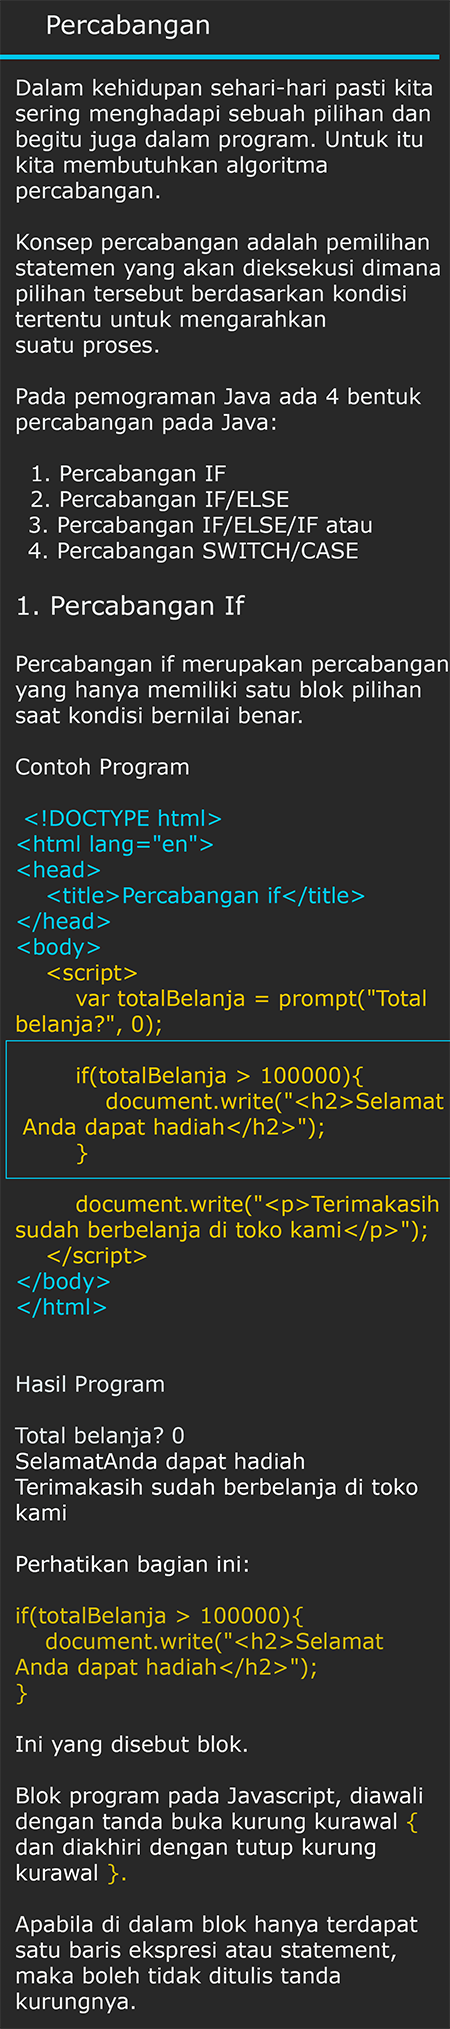 Percabangan
Dalam kehidupan sehari-hari pasti kita
sering menghadapi sebuah pilihan dan
begitu juga dalam program. Untuk itu
kita membutuhkan algoritma
percabangan.
Konsep percabangan adalah pemilihan
statemen yang akan dieksekusi dimana
pilihan tersebut berdasarkan kondisi
tertentu untuk mengarahkan
suatu proses.
Pada pemograman Java ada 4 bentuk
percabangan pada Java:
1. Percabangan IF
2. Percabangan IF/ELSE
3. Percabangan IF/ELSE/IF atau
4. Percabangan SWITCH/CASE
1. Percabangan If
Percabangan if merupakan percabangan
yang hanya memiliki satu blok pilihan
saat kondisi bernilai benar.
Contoh Program
<!DOCTYPE html>
<html lang="en">
<head>
<title>Percabangan if</title>
</head>
<body>
<script>
var totalBelanja = prompt("Total
belanja?", 0);
if(totalBelanja > 100000){
document.write("<h2>Selamat
Anda dapat hadiah</h2>");
}
document.write("<p>Terimakasih
sudah berbelanja di toko kami</p>");
</script>
</body>
</html>
Hasil Program
Total belanja? 0
SelamatAnda dapat hadiah
Terimakasih sudah berbelanja di toko
kami
Perhatikan bagian ini:
if(totalBelanja > 100000){
document.write("<h2>Selamat
Anda dapat hadiah</h2>");
}
Ini yang disebut blok.
Blok program pada Javascript, diawali
dengan tanda buka kurung kurawal {
dan diakhiri dengan tutup kurung
kurawal }.
Apabila di dalam blok hanya terdapat
satu baris ekspresi atau statement,
maka boleh tidak ditulis tanda
kurungnya.